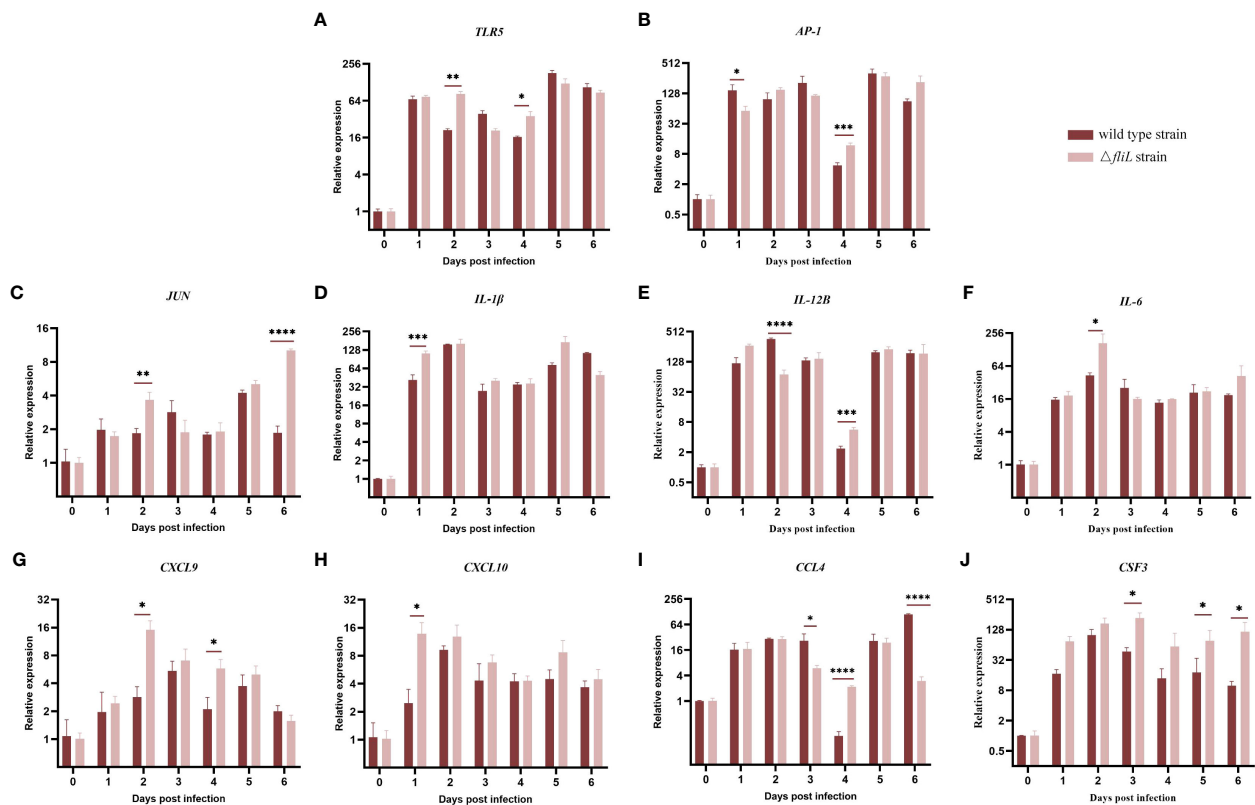 A
TLR5
**
*
256
64
16
4
1
Relative expression
0 1 2 3 4 5 6
Days post infection
B
AP-1
*
***
512
128
32
8
2
0.5
Relative expression
0 1 2 3 4 5 6
Days post infection
wild type strain
△fliL strain
C
JUN
**
****
16
8
4
2
1
Relative expression
0 1 2 3 4 5 6
Days post infection
D
IL-1β
***
256
128
64
32
16
8
4
2
1
Relative expression
0 1 2 3 4 5 6
Days post infection
E
IL-12B
****
***
512
128
32
8
2
0.5
Relative expression
0 1 2 3 4 5 6
Days post infection
F
IL-6
*
256
64
16
4
1
Relative expression
0 1 2 3 4 5 6
Days post infection
G
CXCL9
*
*
32
16
8
4
2
1
Relative expression
0 1 2 3 4 5 6
Days post infection
H
CXCL10
*
32
16
8
4
2
1
Relative expression
0 1 2 3 4 5 6
Days post infection
I
CCL4
*
****
****
256
64
16
4
1
Relative expression
0 1 2 3 4 5 6
Days post infection
J
CSF3
*
*
*
512
128
32
8
2
0.5
Relative expression
0 1 2 3 4 5 6
Days post infection